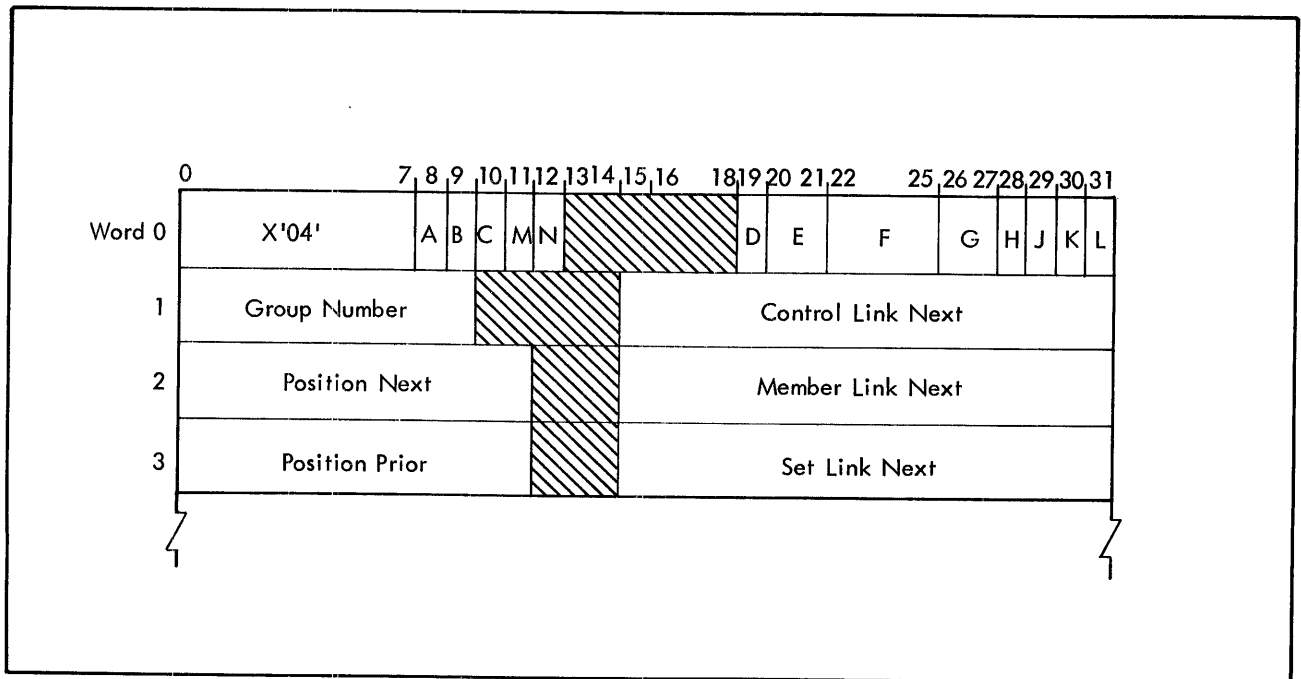 0 7 8 9 10 11 12 13 14 15 16 18 19 20 21 22 25 26 27 28 29 30 31
Word 0 X'04' A B C M N D E F G H J K L
1 Group Number Control Link Next
2 Position Next Member Link Next
3 Position Prior Set Link Next